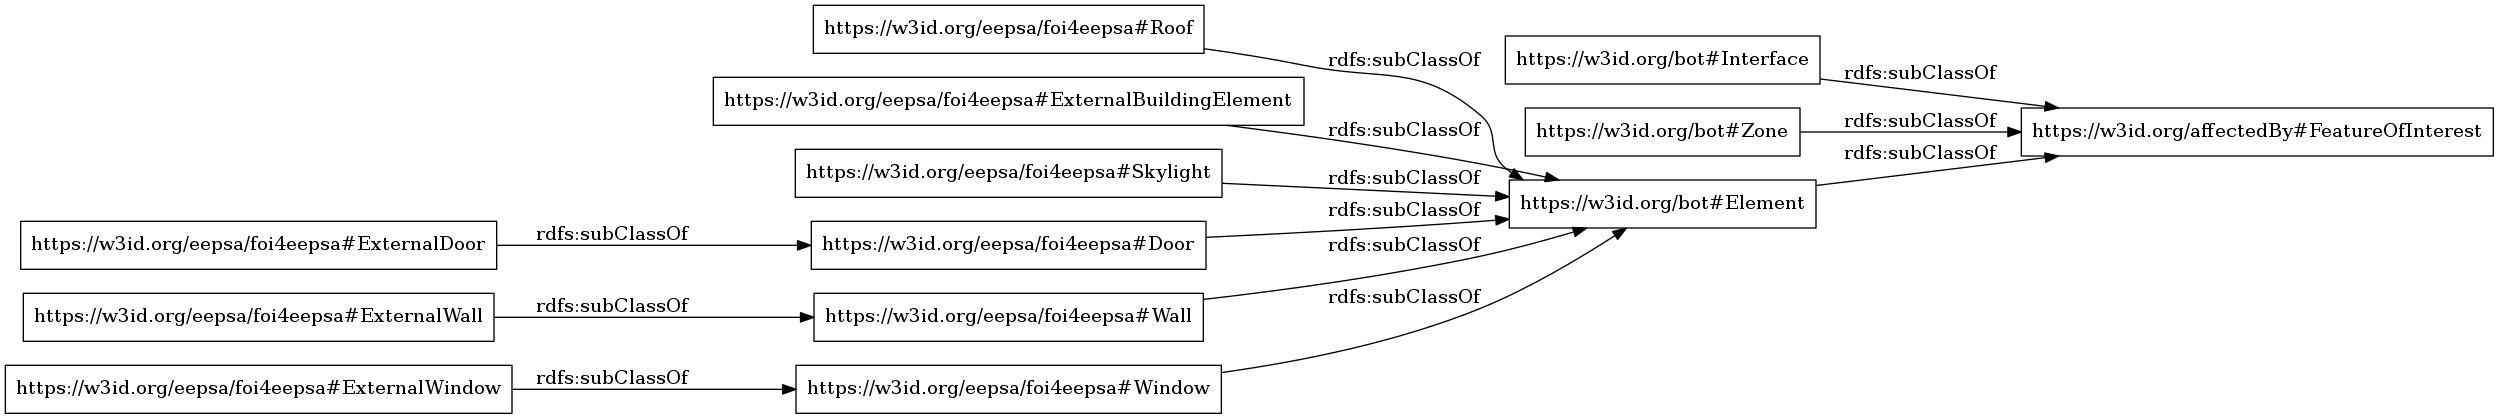 https://w3id.org/eepsa/foi4eepsa#Roof
rdfs:subClassOf
https://w3id.org/bot#Interface
rdfs:subClassOf
https://w3id.org/eepsa/foi4eepsa#ExternalBuildingElement
rdfs:subClassOf
https://w3id.org/bot#Zone
rdfs:subClassOf
https://w3id.org/affectedBy#FeatureOfInterest
rdfs:subClassOf
https://w3id.org/eepsa/foi4eepsa#Skylight
rdfs:subClassOf
https://w3id.org/bot#Element
rdfs:subClassOf
https://w3id.org/eepsa/foi4eepsa#ExternalDoor
rdfs:subClassOf
https://w3id.org/eepsa/foi4eepsa#Door
rdfs:subClassOf
https://w3id.org/eepsa/foi4eepsa#ExternalWall
rdfs:subClassOf
https://w3id.org/eepsa/foi4eepsa#Wall
rdfs:subClassOf
https://w3id.org/eepsa/foi4eepsa#ExternalWindow
rdfs:subClassOf
https://w3id.org/eepsa/foi4eepsa#Window